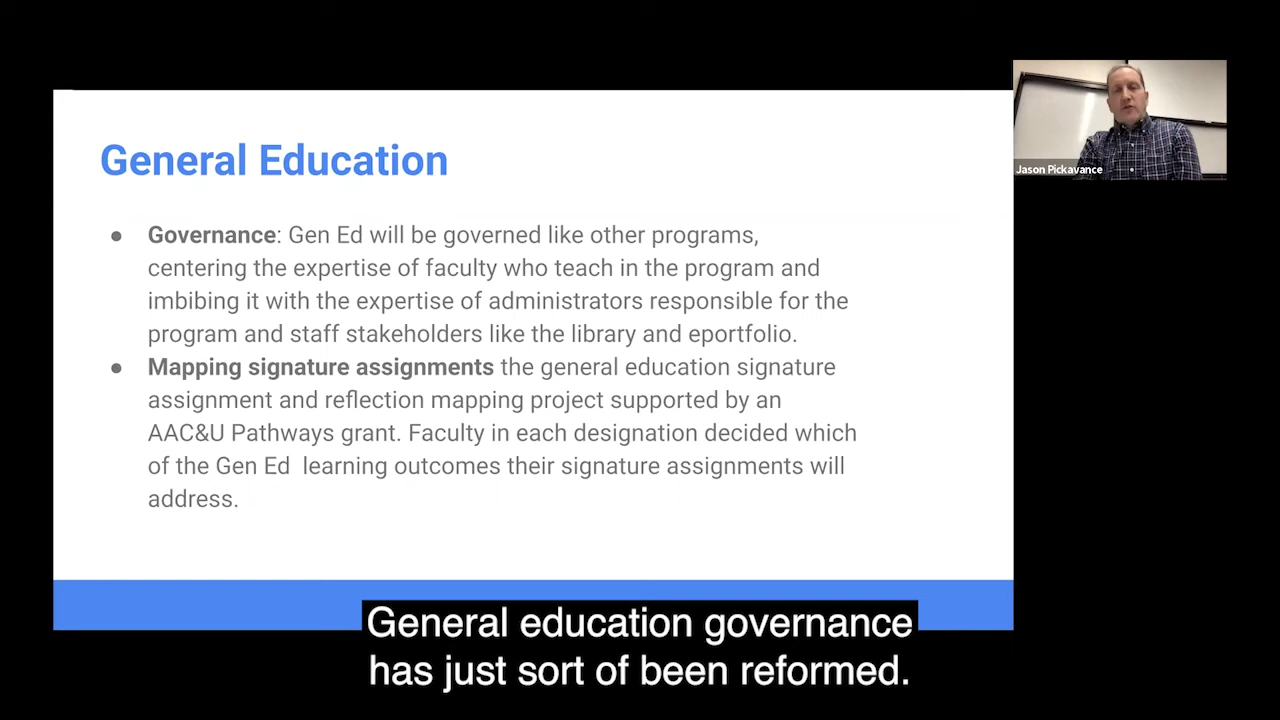 General Education
● Governance: Gen Ed will be governed like other programs,
centering the expertise of faculty who teach in the program and
imbibing it with the expertise of administrators responsible for the
program and staff stakeholders like the library and eportfolio.
● Mapping signature assignments the general education signature
assignment and reflection mapping project supported by an
AAC&U Pathways grant. Faculty in each designation decided which
of the Gen Ed learning outcomes their signature assignments will
address.
Jason Pickavance
General education governance
has just sort of been reformed.